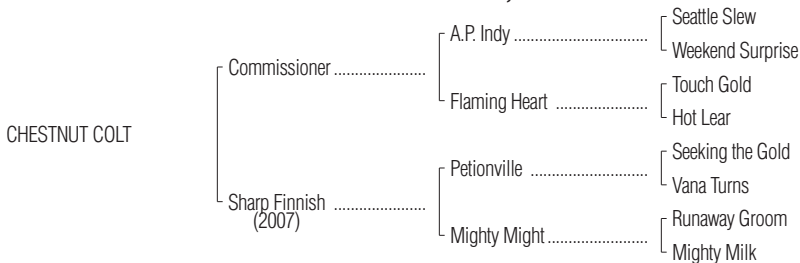 Seattle Slew
A.P. Indy ..............................
Weekend Surprise
Commissioner ......................
Touch Gold
Flaming Heart .....................
Hot Lear
CHESTNUT COLT
Seeking the Gold
Petionville ...........................
Vana Turns
Sharp Finnish .....................
(2007)
Runaway Groom
Mighty Might .......................
Mighty Milk